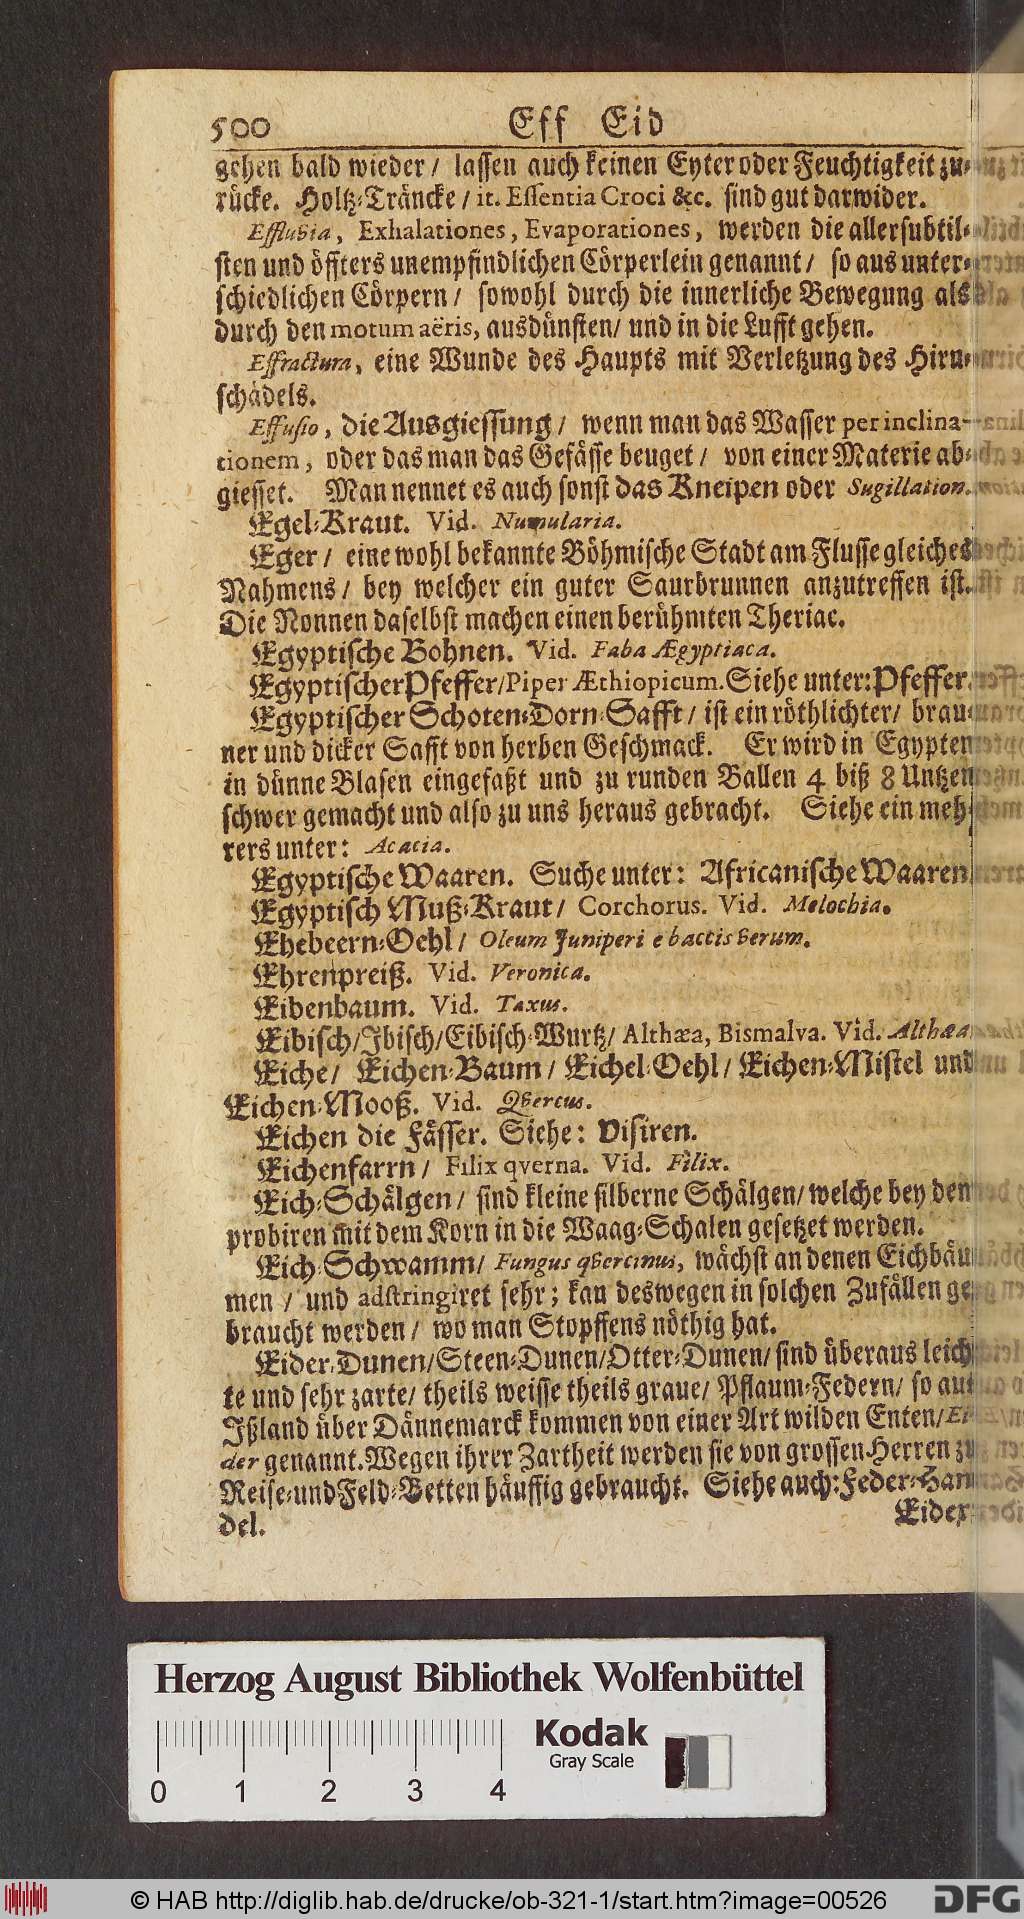 500 Eff Eid
gehen bald wieder / lassen auch keinen Eyter oder Feuchtigkeit zu-
rücke. Holtz-Träncke / it. Essentia Croci &c. sind gut darwider.
Effluvia, Exhalationes, Evaporationes, werden die allersubtil-
sten und öffters unempfindlichen Cörperlein genannt / so aus unter-
schiedlichen Cörpern / sowohl durch die innerliche Bewegung als
durch den motum aëris, ausdünsten / und in die Lufft gehen.
Effractura, eine Wunde des Haupts mit Verletzung des Hirn-
schädels.
Effusio, die Ausgiessung / wenn man das Wasser per inclina-
tionem, oder das man das Gefässe beuget / von einer Materie ab-
giesset. Man nennet es auch sonst das Kneipen oder Sugillation.
Egel-Kraut. Vid. Numularia.
Eger / eine wohl bekannte Böhmische Stadt am Flusse gleiches
Nahmens / bey welcher ein guter Saurbrunnen anzutreffen ist.
Die Nonnen daselbst machen einen berühmten Theriac.
Egyptische Bohnen. Vid. Faba Ægyptiaca.
Egyptischer Pfeffer / Piper Æthiopicum. Siehe unter: Pfeffer.
Egyptischer Schoten-Dorn-Safft / ist ein röthlichter / brau-
ner und dicker Safft von herben Geschmack. Er wird in Egypten
in dünne Blasen eingefaßt und zu runden Ballen 4 biß 8 Untzen
schwer gemacht und also zu uns heraus gebracht. Siehe ein meh-
rers unter: Acacia.
Egyptische Waaren. Suche unter: Africanische Waaren.
Egyptisch Muß-Kraut / Corchorus. Vid. Melochia.
Ehebeern-Oehl / Oleum Juniperi e baccis verum.
Ehrenpreiß. Vid. Veronica.
Eibenbaum. Vid. Taxus.
Eibisch / Ibisch / Eibisch-Wurtz / Althæa, Bismalva. Vid. Althæa
Eiche / Eichen-Baum / Eichel-Oehl / Eichen-Mistel und
Eichen-Mooß. Vid. Qvercus.
Eichen die Fässer. Siehe: Visiren.
Eichenfarrn / Filix qverna. Vid. Filix.
Eich-Schälgen / sind kleine silberne Schälgen / welche bey den
probiren mit dem Korn in die Waag-Schalen gesetzet werden.
Eich-Schwamm / Fungus qvercinus, wächst an denen Eichbäu
men / und adstringiret sehr; kan deswegen in solchen Zufällen ge
braucht werden / wo man Stopffens nöthig hat.
Eider-Dunen / Steen-Dunen / Otter-Dunen / sind überaus leich
te und sehr zarte / theils weisse theils graue / Pflaum-Federn / so auf
Ißland über Dännemarck kommen von einer Art wilden Enten / Ei
der genannt. Wegen ihrer Zartheit werden sie von grossen Herren zu
Reise- und Feld-Betten häuffig gebraucht. Siehe auch: Feder-Han
del.
Eider-
Herzog August Bibliothek Wolfenbüttel
Kodak
Gray Scale
0 1 2 3 4
© HAB http://diglib.hab.de/drucke/ob-321-1/start.htm?image=00526
DFG